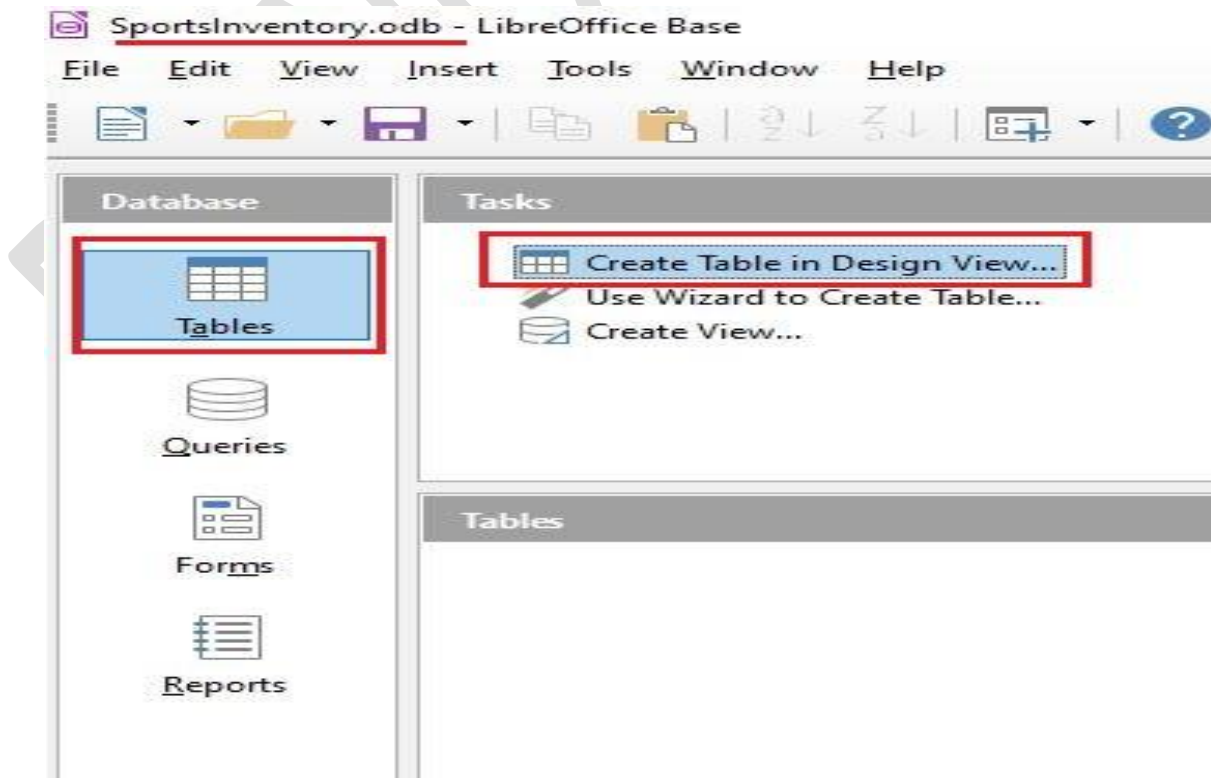 SportsInventory.odb - LibreOffice Base
File Edit View Insert Tools Window Help
Database
Tables
Queries
Forms
Reports
Tasks
Create Table in Design View...
Use Wizard to Create Table...
Create View...
Tables